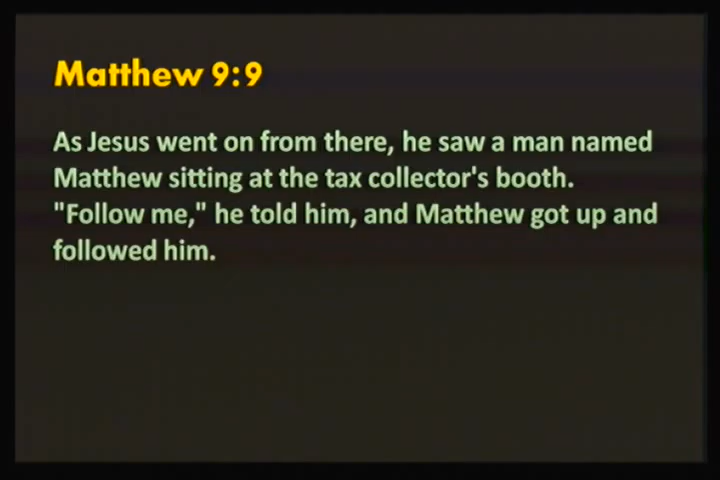 Matthew 9:9
As Jesus went on from there, he saw a man named
Matthew sitting at the tax collector's booth.
"Follow me," he told him, and Matthew got up and
followed him.